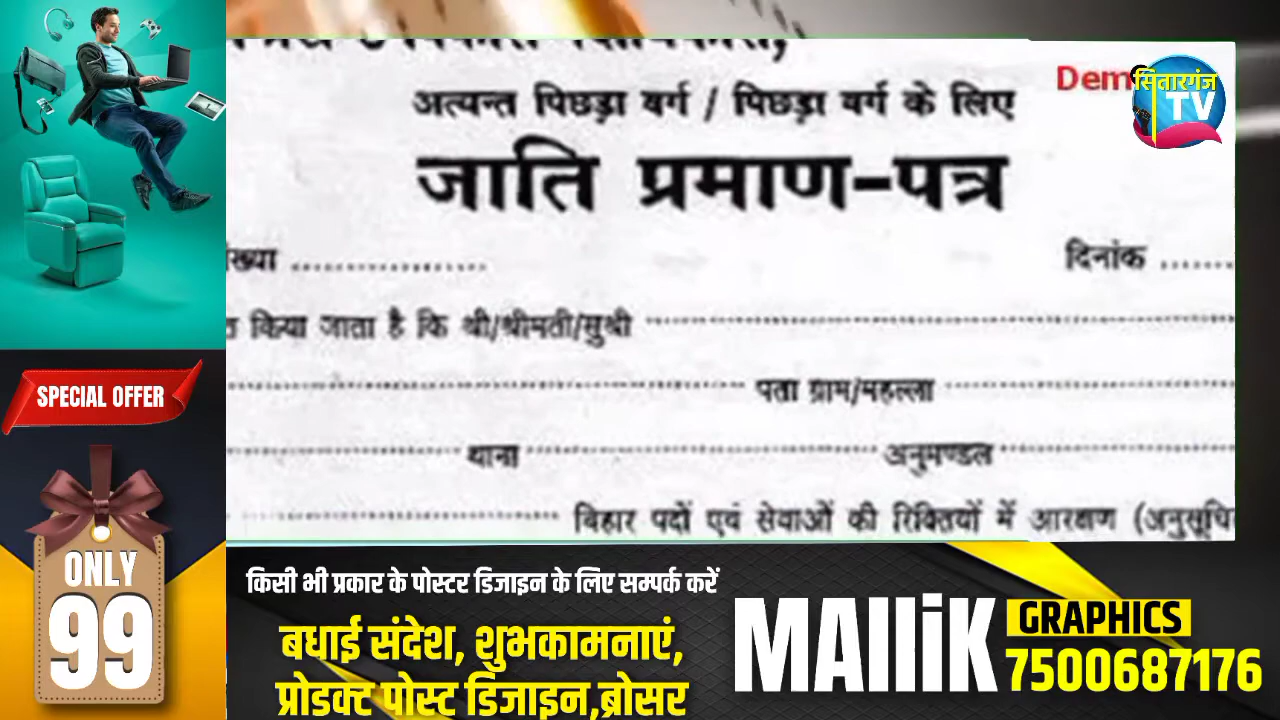 अत्यन्त पिछड़ा वर्ग / पिछड़ा वर्ग के लिए
Dem
सितारगंज
TV
जाति प्रमाण-पत्र
दिनांक ........
किया जाता है कि श्री/श्रीमती/सुश्री
पता ग्राम/महल्ला
थाना
अनुमण्डल
बिहार पदों एवं सेवाओं की रिक्तियों में आरक्षण
SPECIAL OFFER
ONLY
99
किसी भी प्रकार के पोस्टर डिजाइन के लिए सम्पर्क करें
बधाई संदेश, शुभकामनाएं,
प्रोडक्ट पोस्ट डिजाइन,ब्रोसर
MAlliK
GRAPHICS
7500687176